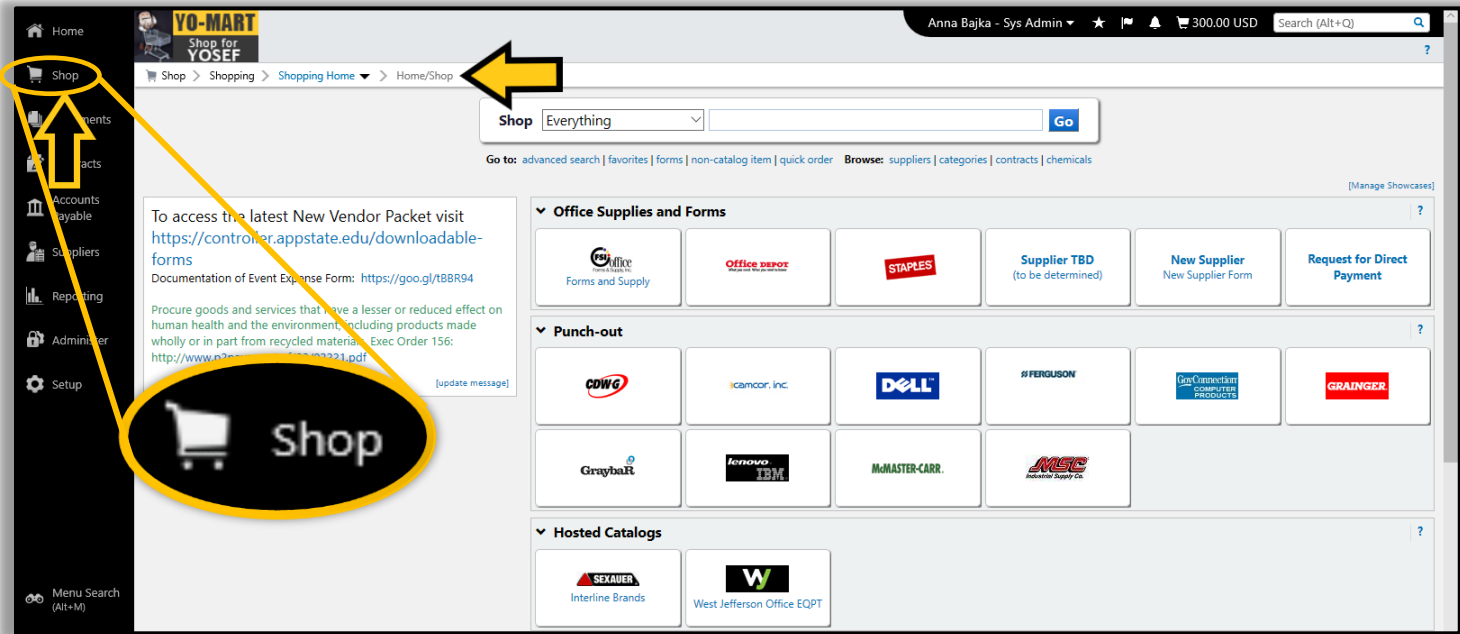 Home
Shop
Accounts
Payable
Suppliers
Reporting
Administer
Setup
Menu Search
(Alt+M)
YO-MART
Shop for
YOSEF
Anna Bajka - Sys Admin
300.00 USD
Search (Alt+Q)
?
Shop > Shopping > Shopping Home > Home/Shop
Shop Everything Go
Go to: advanced search | favorites | forms | non-catalog item | quick order Browse: suppliers | categories | contracts | chemicals
[Manage Showcases]
To access the latest New Vendor Packet visit
https://controller.appstate.edu/downloadable-
forms
Documentation of Event Expense Form: https://goo.gl/tBBR94
Procure goods and services that have a lesser or reduced effect on
human health and the environment, including products made
wholly or in part from recycled materials. Exec Order 156:
[update message]
Shop
Office Supplies and Forms ?
FSIoffice
Forms & Supply, Inc.
Forms and Supply
Office DEPOT
STAPLES
Supplier TBD
(to be determined)
New Supplier
New Supplier Form
Request for Direct
Payment
Punch-out ?
CDWG
camcor, inc.
DELL
FERGUSON
GovConnection
COMPUTER
PRODUCTS
GRAINGER
GraybaR
lenovo
IBM
McMASTER-CARR
MSC
Industrial Supply Co.
Hosted Catalogs ?
SEXAUER
Interline Brands
West Jefferson Office EQPT